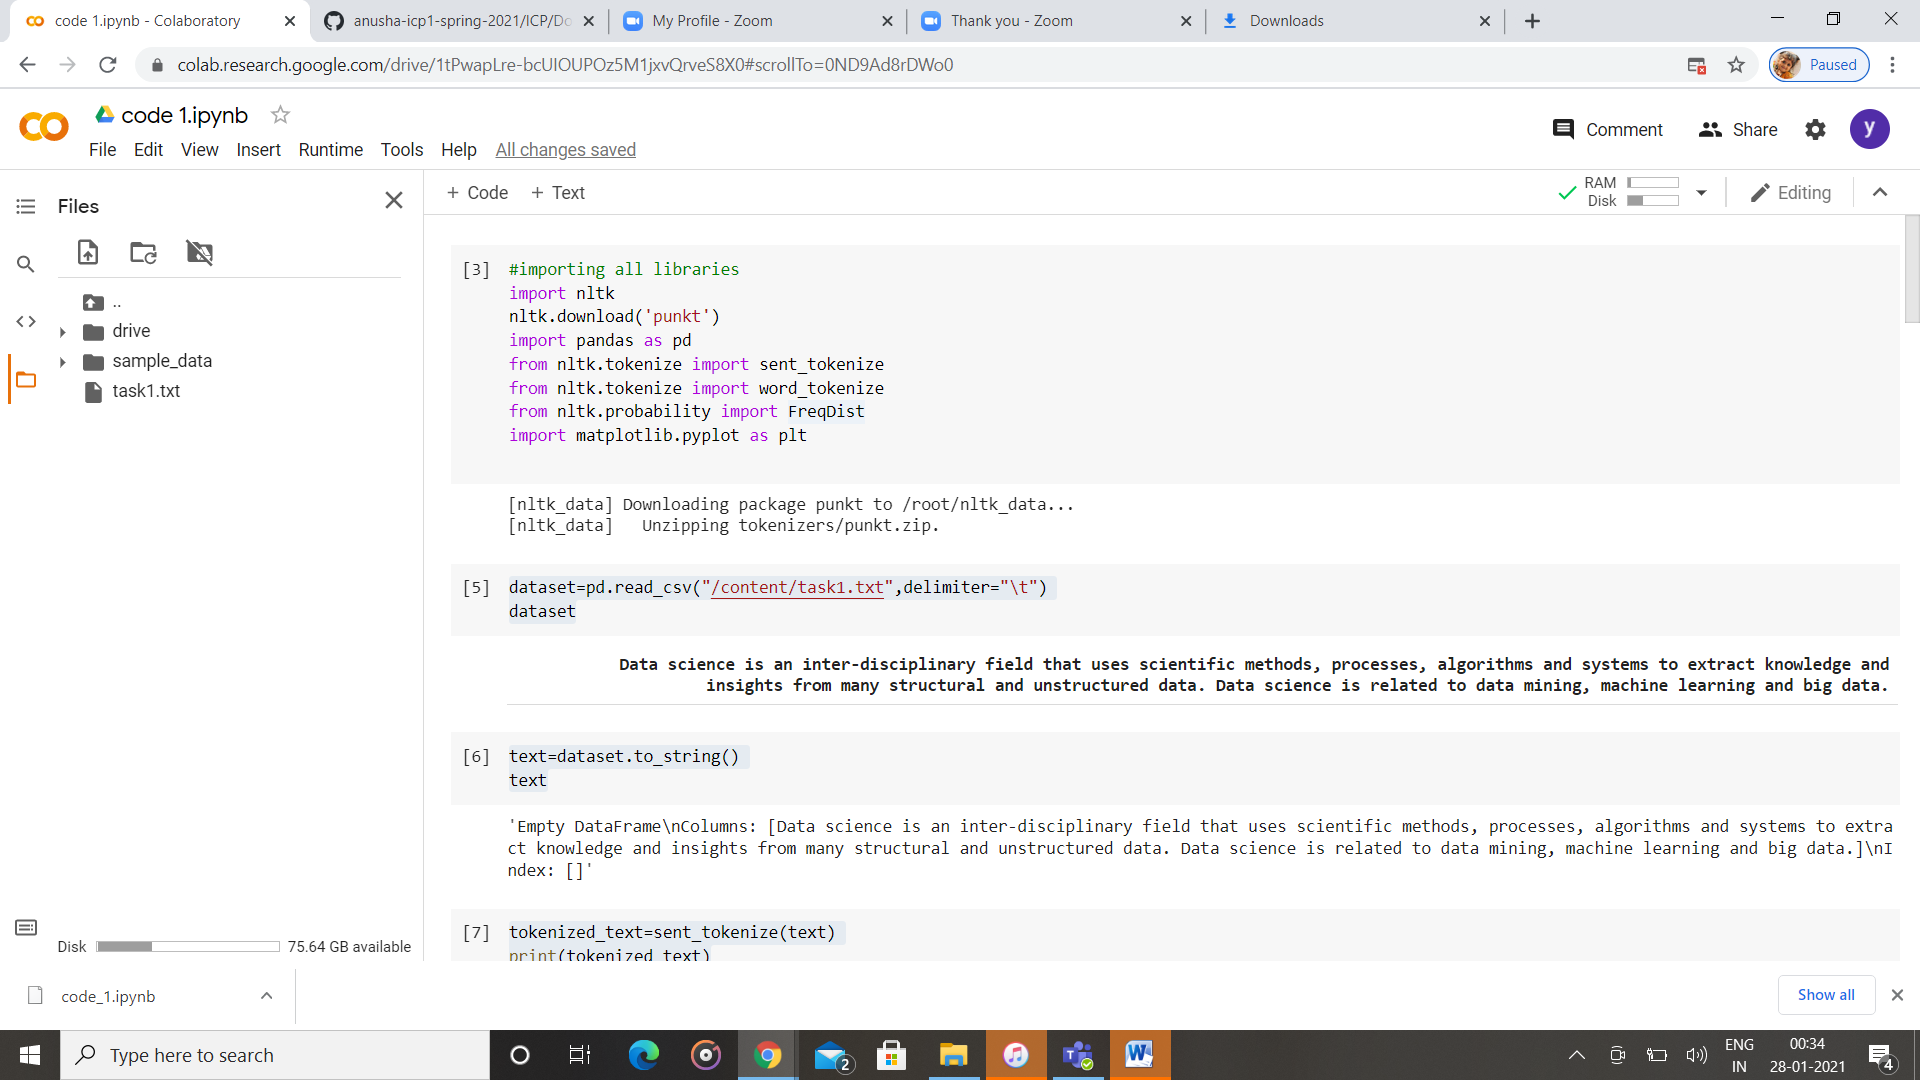 code 1.ipynb - Colaboratory
anusha-icp1-spring-2021/ICP/Do
My Profile - Zoom
Thank you - Zoom
Downloads
colab.research.google.com/drive/1tPwapLre-bcUIOUPOz5M1jxvQrveS8X0#scrollTo=0ND9Ad8rDWo0
Paused
code 1.ipynb
Comment
Share
y
File Edit View Insert Runtime Tools Help All changes saved
Files
+ Code + Text
RAM
Disk
Editing
..
drive
sample_data
task1.txt
[3] #importing all libraries
import nltk
nltk.download('punkt')
import pandas as pd
from nltk.tokenize import sent_tokenize
from nltk.tokenize import word_tokenize
from nltk.probability import FreqDist
import matplotlib.pyplot as plt
[nltk_data] Downloading package punkt to /root/nltk_data...
[nltk_data]   Unzipping tokenizers/punkt.zip.
[5] dataset=pd.read_csv("/content/task1.txt",delimiter="\t")
dataset
Data science is an inter-disciplinary field that uses scientific methods, processes, algorithms and systems to extract knowledge and
insights from many structural and unstructured data. Data science is related to data mining, machine learning and big data.
[6] text=dataset.to_string()
text
'Empty DataFrame\nColumns: [Data science is an inter-disciplinary field that uses scientific methods, processes, algorithms and systems to extra
ct knowledge and insights from many structural and unstructured data. Data science is related to data mining, machine learning and big data.]\nI
ndex: []'
[7] tokenized_text=sent_tokenize(text)
print(tokenized_text)
Disk 75.64 GB available
code_1.ipynb
Show all
Type here to search
2
ENG
IN
00:34
28-01-2021
4